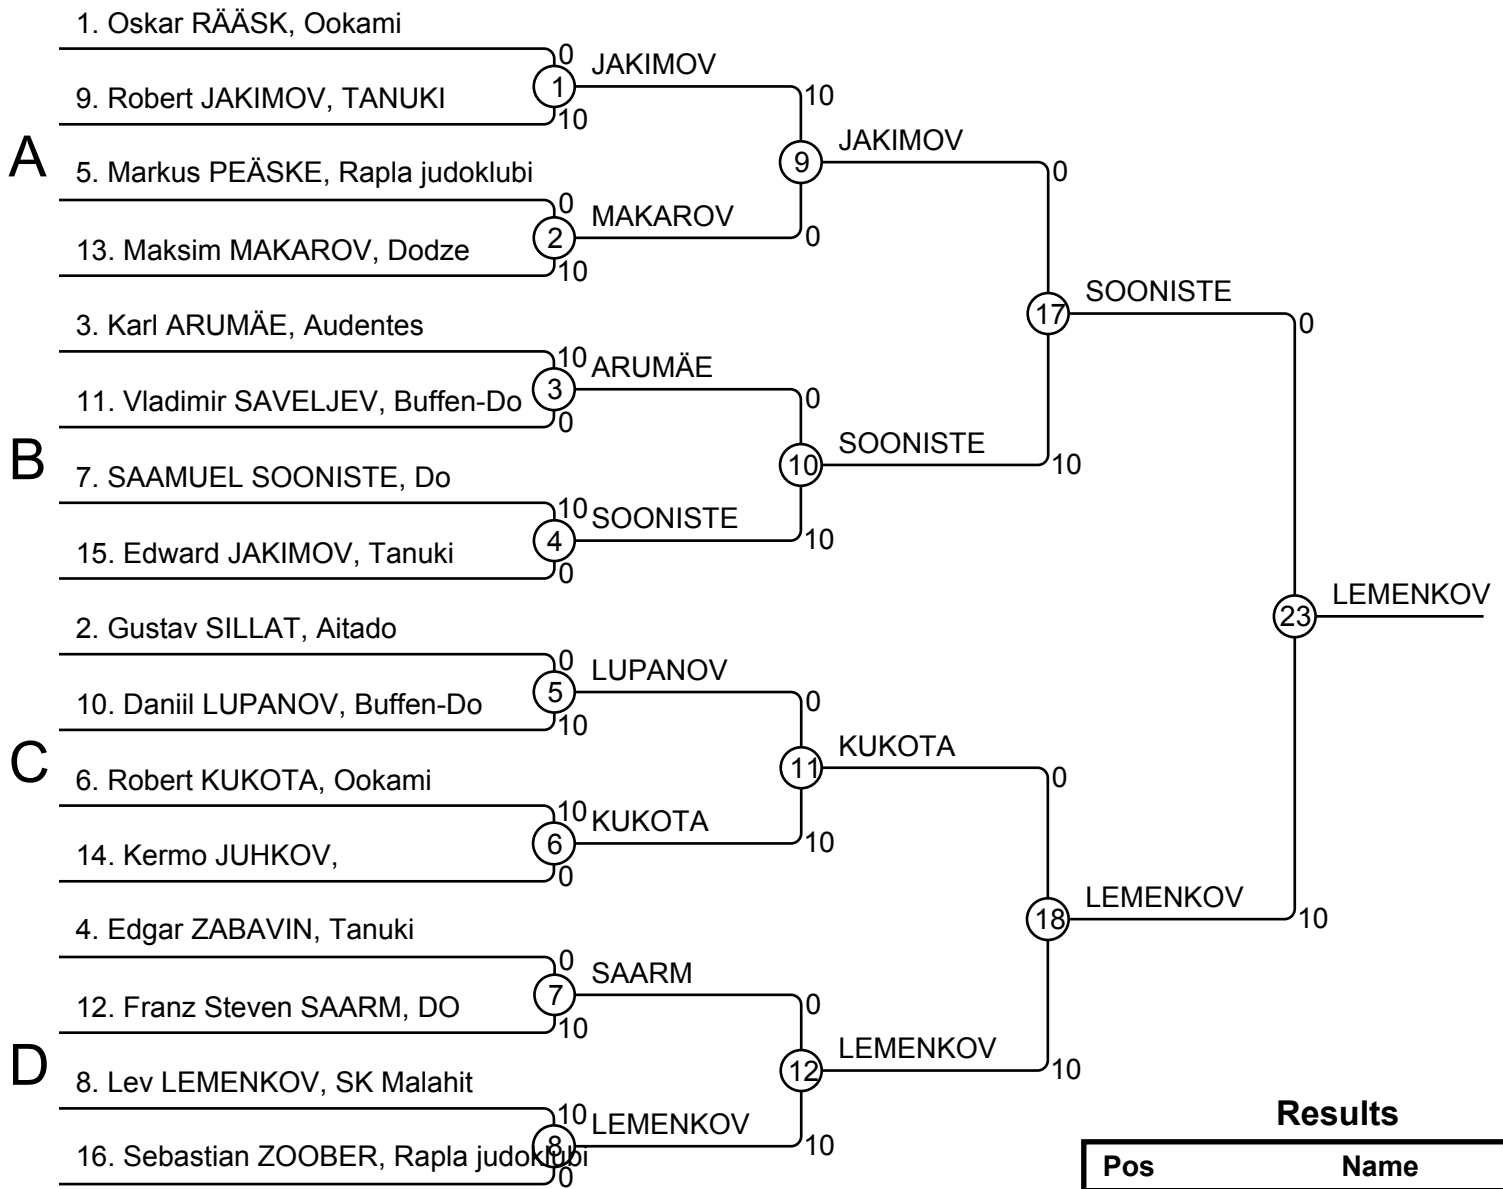 1. Oskar RÄÄSK, Ookami
0
1
JAKIMOV
9. Robert JAKIMOV, TANUKI
10
10
A
9
JAKIMOV
5. Markus PEÄSKE, Rapla judoklubi
0
0
2
MAKAROV
0
13. Maksim MAKAROV, Dodze
10
17
SOONISTE
3. Karl ARUMÄE, Audentes
0
10
3
ARUMÄE
11. Vladimir SAVELJEV, Buffen-Do
0
0
B
10
SOONISTE
10
7. SAAMUEL SOONISTE, Do
10
4
SOONISTE
10
15. Edward JAKIMOV, Tanuki
0
23
LEMENKOV
2. Gustav SILLAT, Aitado
0
5
LUPANOV
10. Daniil LUPANOV, Buffen-Do
0
10
C
11
KUKOTA
6. Robert KUKOTA, Ookami
0
10
6
KUKOTA
10
14. Kermo JUHKOV,
0
18
LEMENKOV
10
4. Edgar ZABAVIN, Tanuki
0
7
SAARM
12. Franz Steven SAARM, DO
0
10
D
12
LEMENKOV
10
8. Lev LEMENKOV, SK Malahit
10
8
LEMENKOV
10
16. Sebastian ZOOBER, Rapla judoklubi
0
Results
Pos Name